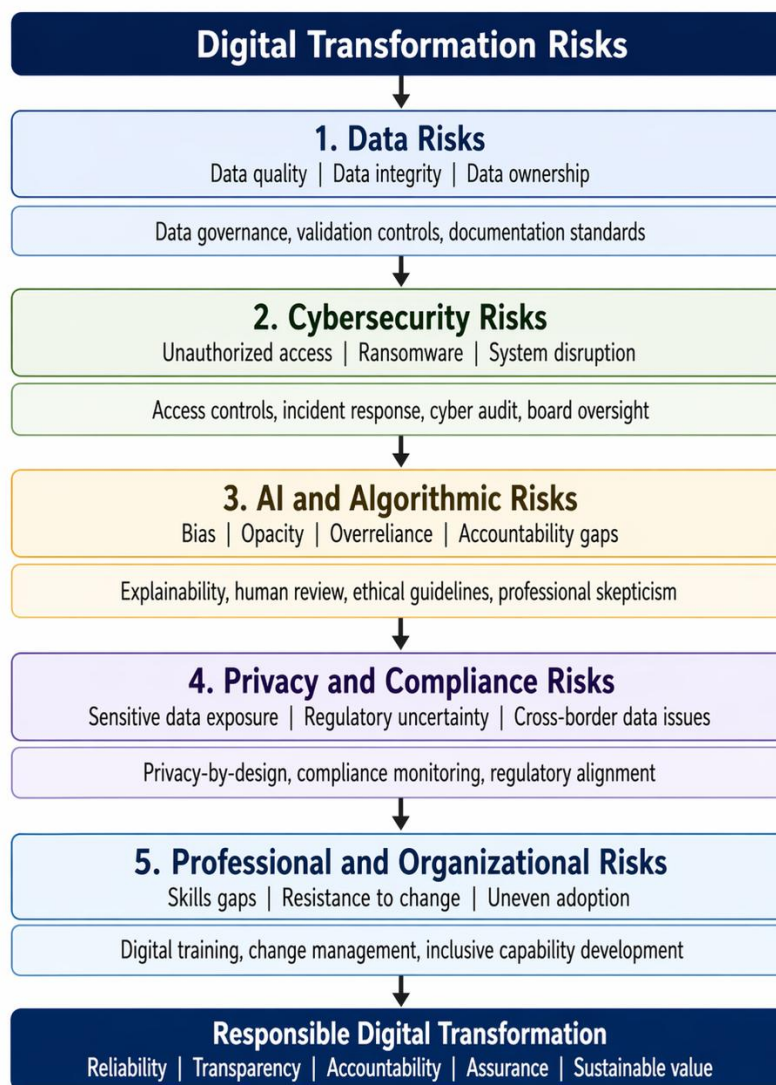 Digital Transformation Risks
1. Data Risks
Data quality | Data integrity | Data ownership
Data governance, validation controls, documentation standards
2. Cybersecurity Risks
Unauthorized access | Ransomware | System disruption
Access controls, incident response, cyber audit, board oversight
3. AI and Algorithmic Risks
Bias | Opacity | Overreliance | Accountability gaps
Explainability, human review, ethical guidelines, professional skepticism
4. Privacy and Compliance Risks
Sensitive data exposure | Regulatory uncertainty | Cross-border data issues
Privacy-by-design, compliance monitoring, regulatory alignment
5. Professional and Organizational Risks
Skills gaps | Resistance to change | Uneven adoption
Digital training, change management, inclusive capability development
Responsible Digital Transformation
Reliability | Transparency | Accountability | Assurance | Sustainable value